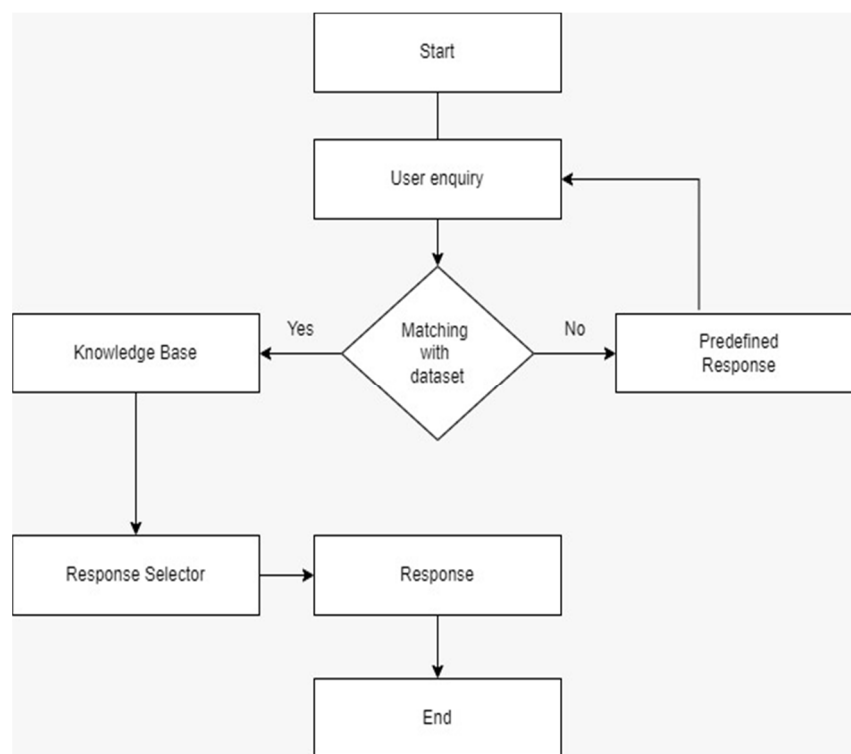 Start
User enquiry
Yes
Matching
with
dataset
No
Knowledge Base
Predefined
Response
Response Selector
Response
End